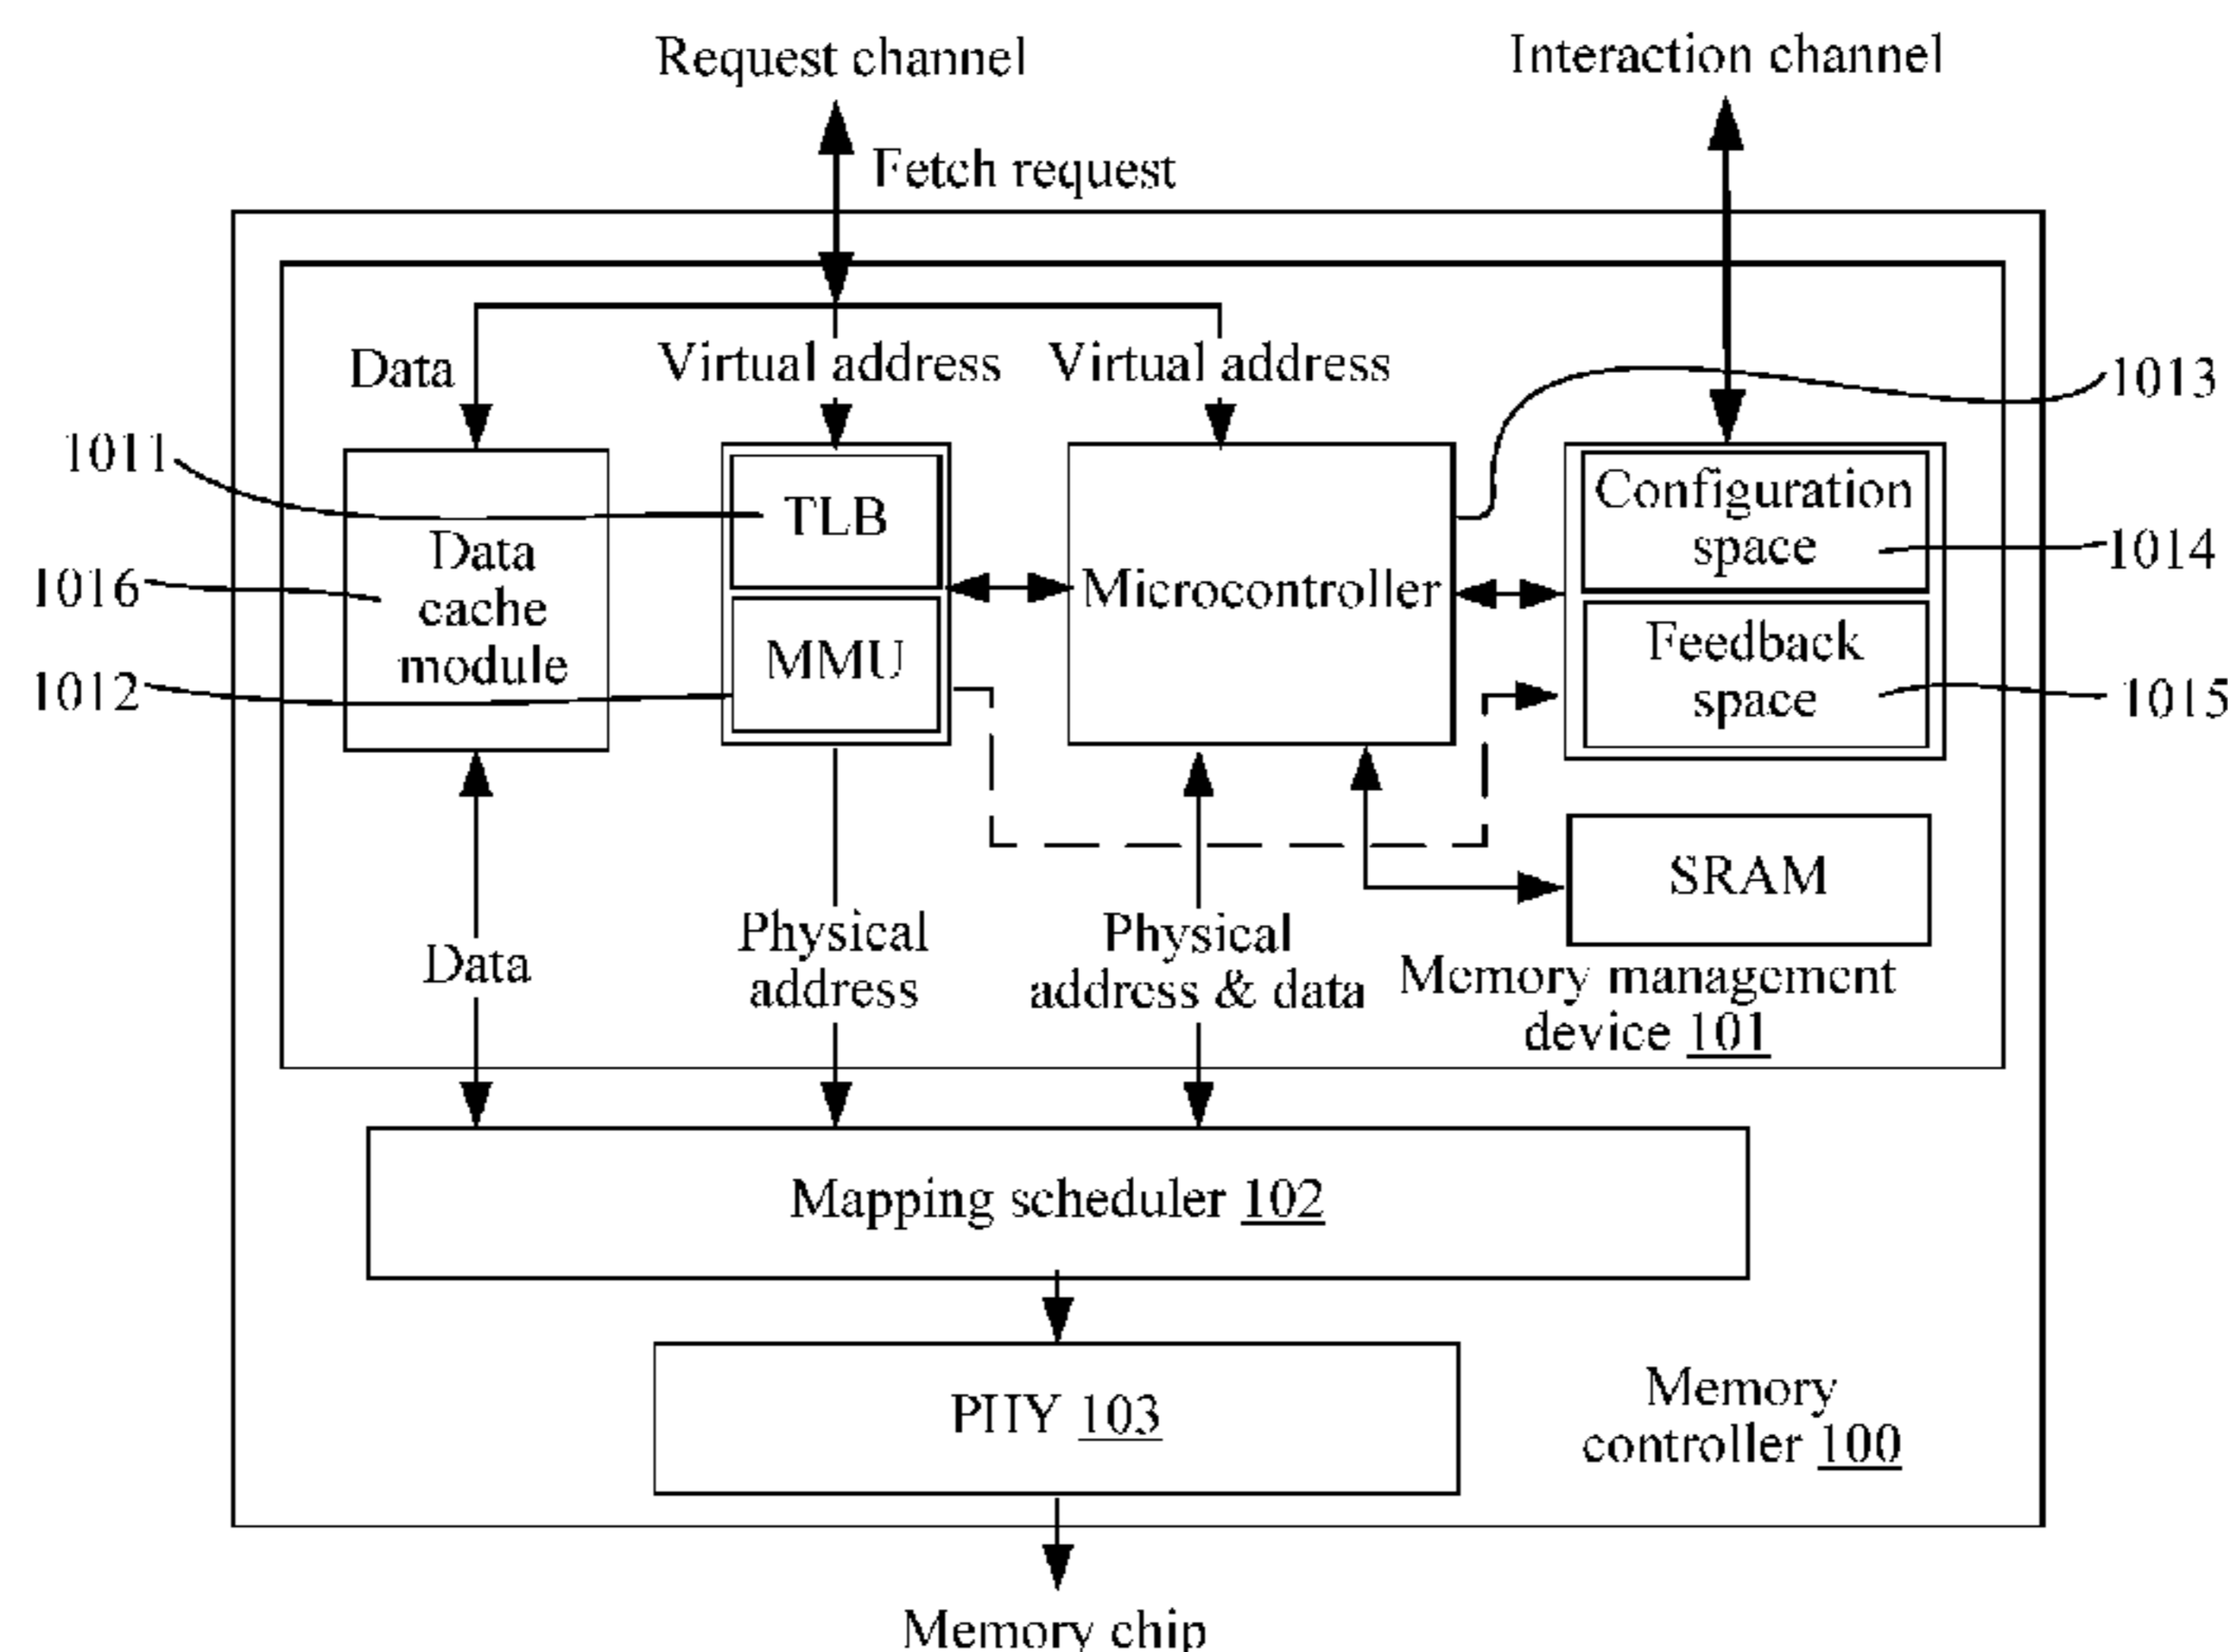 Request channel
Interaction channel
Fetch request
Data
Virtual address
Virtual address
1013
1011
TLB
Configuration
space
1014
Data
cache
module
1016
Microcontroller
MMU
1012
Feedback
space
1015
SRAM
Data
Physical
address
Physical
address & data
Memory management
device 101
Mapping scheduler 102
PHY 103
Memory
controller 100
Memory chip